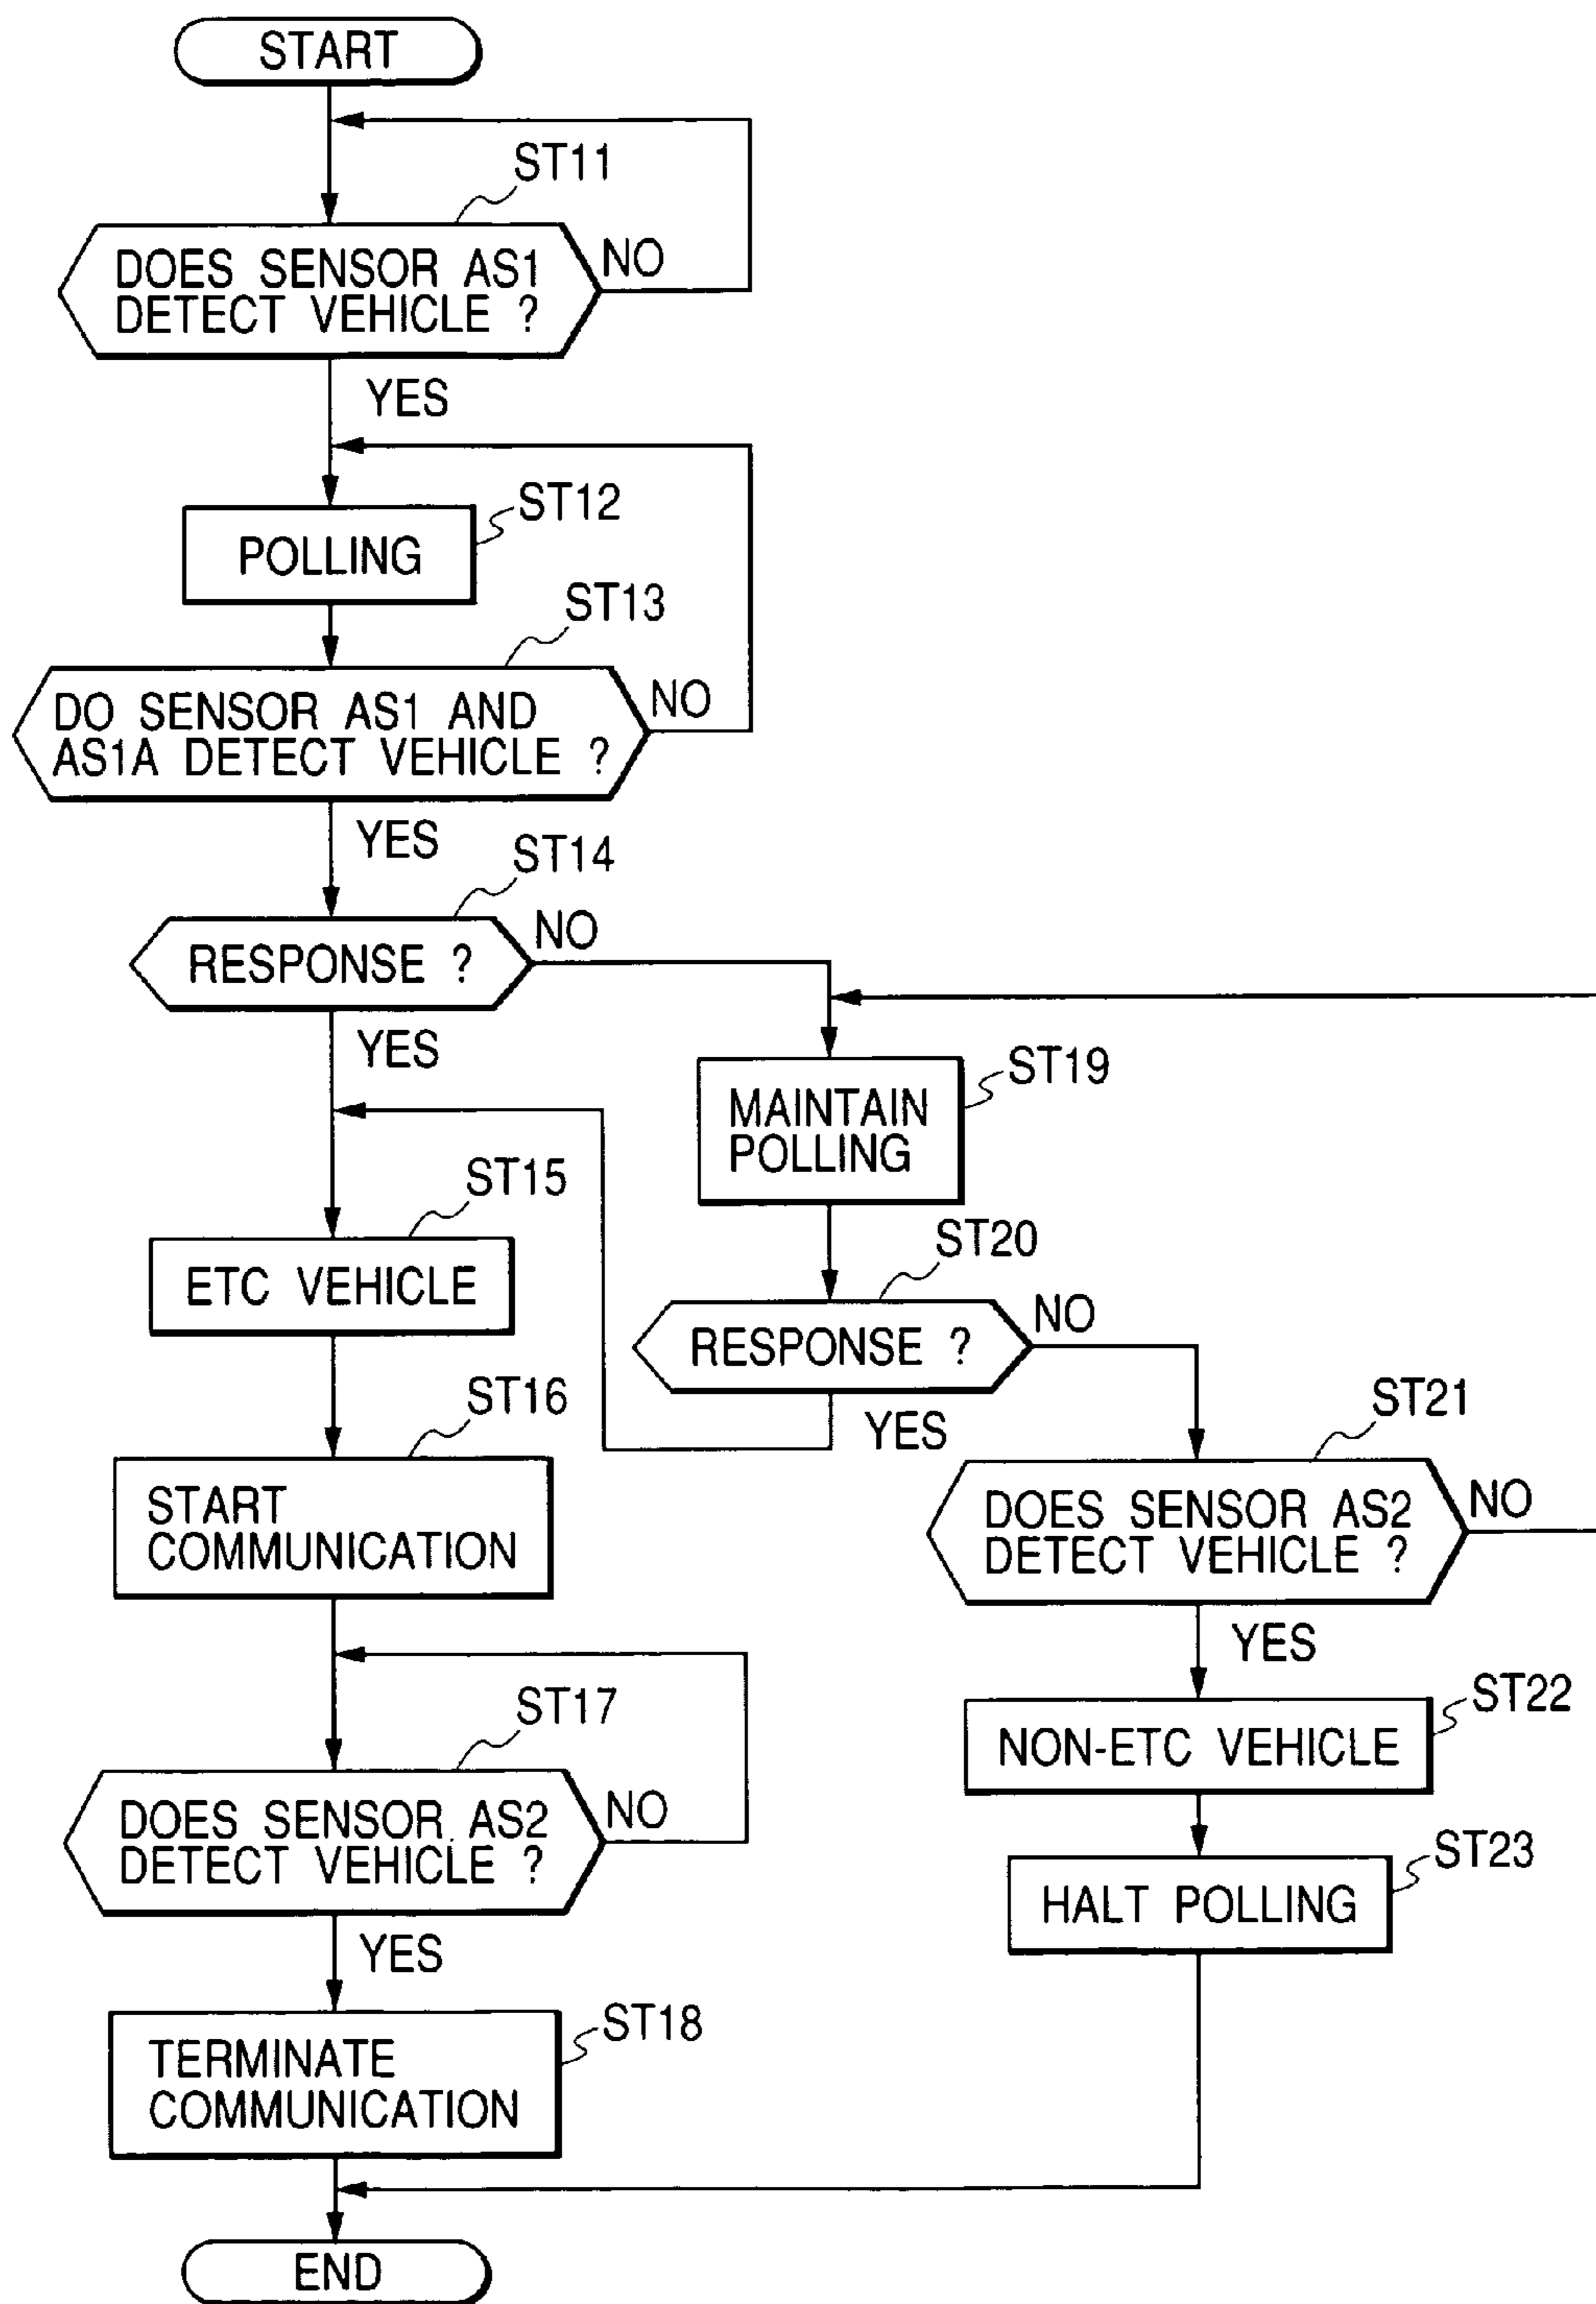 START
ST11
DOES SENSOR AS1
DETECT VEHICLE ?
NO
YES
ST12
POLLING
ST13
DO SENSOR AS1 AND
AS1A DETECT VEHICLE ?
NO
YES
ST14
RESPONSE ?
NO
YES
ST19
MAINTAIN
POLLING
ST15
ETC VEHICLE
ST20
RESPONSE ?
NO
YES
ST16
START
COMMUNICATION
ST21
DOES SENSOR AS2
DETECT VEHICLE ?
NO
YES
ST17
DOES SENSOR AS2
DETECT VEHICLE ?
NO
YES
ST22
NON-ETC VEHICLE
ST23
HALT POLLING
ST18
TERMINATE
COMMUNICATION
END